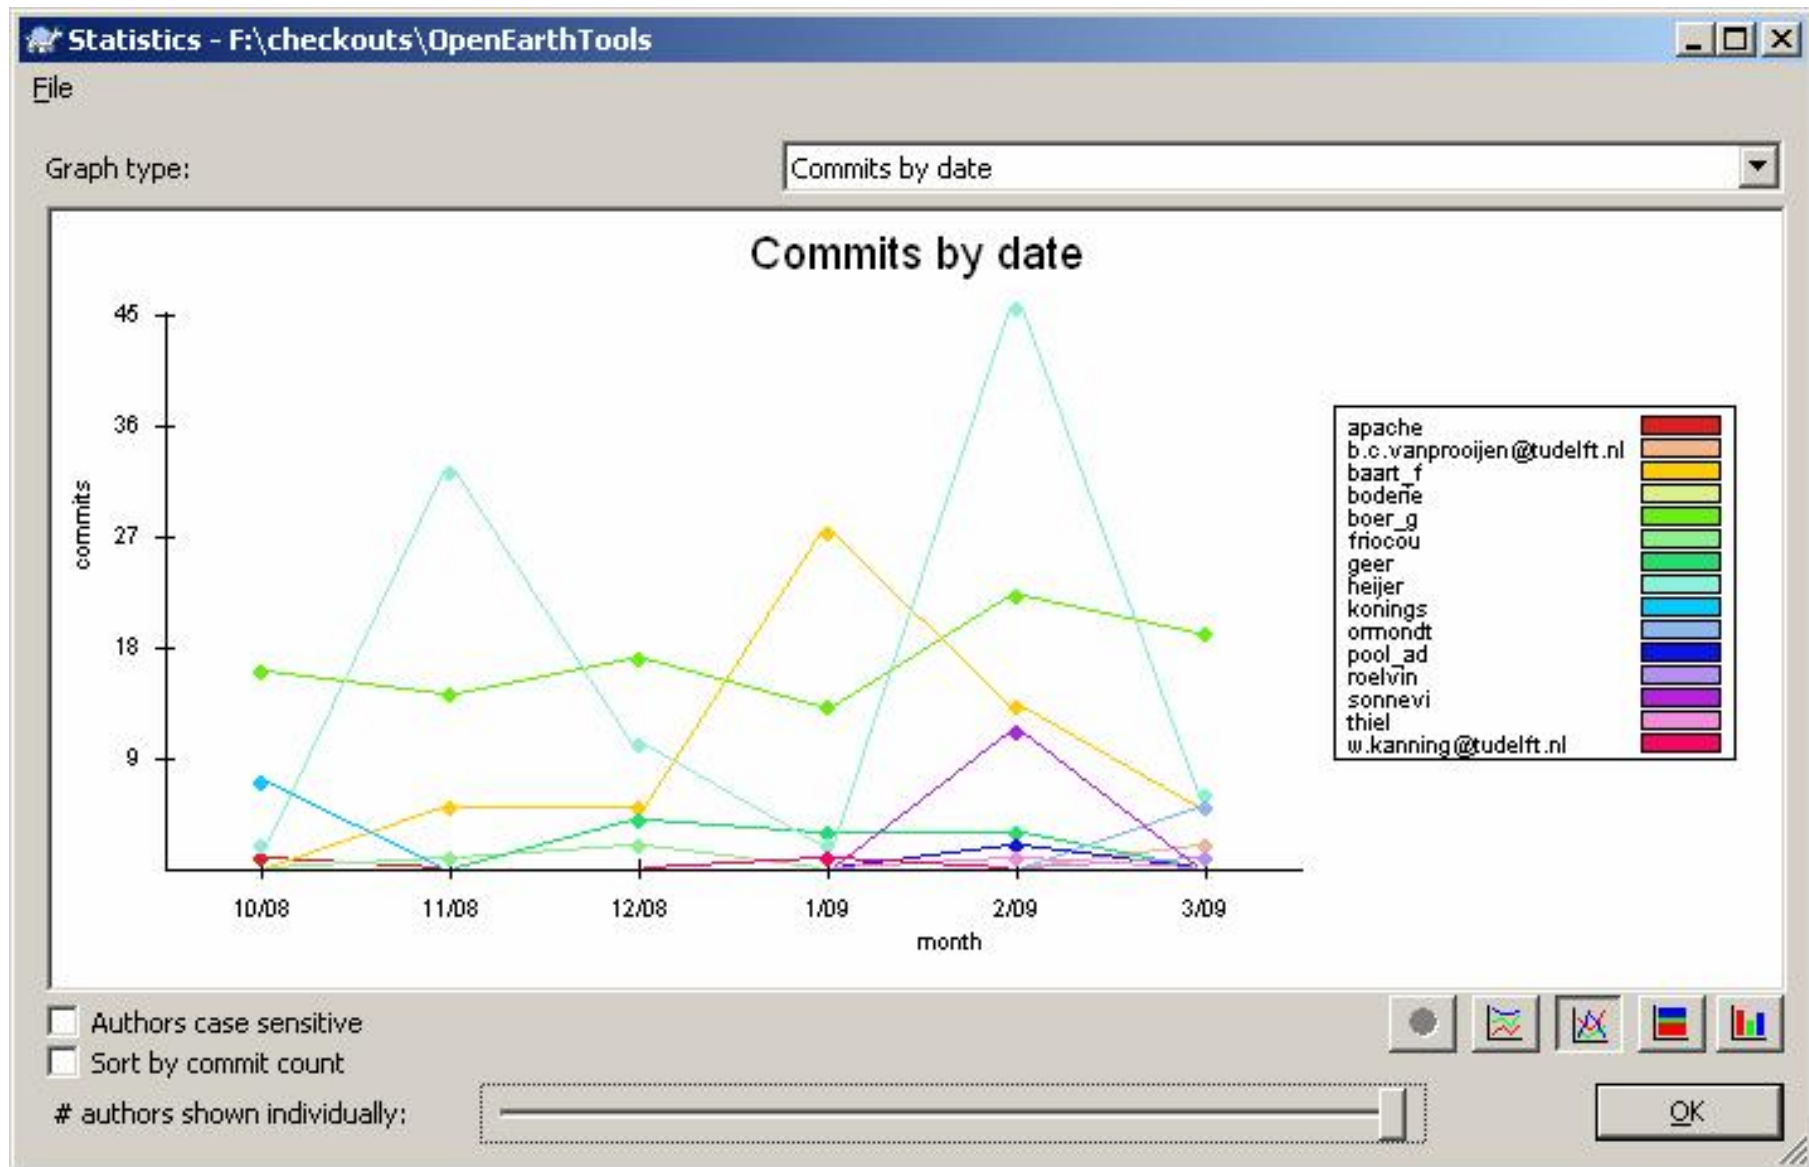 Statistics - F:\checkouts\OpenEarthTools
File
Graph type:
Commits by date
Commits by date
45
36
27
18
9
commits
10/08 11/08 12/08 1/09 2/09 3/09
month
apache
b.c.vanprooijen@tudelft.nl
baart_f
boderie
boer_g
friocou
geer
heijer
konings
ormondt
pool_ad
roelvin
sonnevi
thiel
w.kanning@tudelft.nl
Authors case sensitive
Sort by commit count
# authors shown individually:
OK